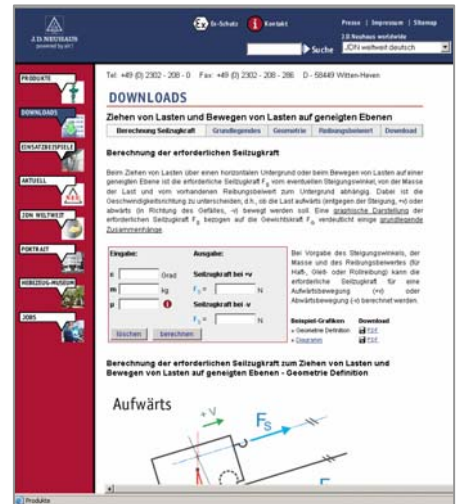 J.D.NEUHAUS
powered by air!
Ex-Schutz
Kontakt
Presse | Impressum | Sitemap
J.D.Neuhaus worldwide
Suche
JDN weltweit deutsch
Tel: +49 (0) 2302 - 208 - 0 Fax: +49 (0) 2302 - 208 - 286 D - 58449 Witten-Heven
PRODUKTE
DOWNLOADS
EINSATZBEISPIELE
AKTUELL
JDN WELTWEIT
PORTRAIT
HEBEZEUG-MUSEUM
JOBS
DOWNLOADS
Ziehen von Lasten und Bewegen von Lasten auf geneigten Ebenen
Berechnung Seilzugkraft Grundlegendes Geometrie Reibungsbeiwert Download
Berechnung der erforderlichen Seilzugkraft
Beim Ziehen von Lasten über einen horizontalen Untergrund oder beim Bewegen von Lasten auf einer
geneigten Ebene ist die erforderliche Seilzugkraft FS vom eventuellen Steigungswinkel, von der Masse
der Last und vom vorhandenen Reibungsbeiwert zum Untergrund abhängig. Dabei ist die
Geschwindigkeitsrichtung zu unterscheiden, d.h., ob die Last aufwärts (entgegen der Steigung, +v) oder
abwärts (in Richtung des Gefälles, -v) bewegt werden soll. Eine graphische Darstellung der
erforderlichen Seilzugkraft FS bezogen auf die Gewichtskraft FG verdeutlicht einige grundlegende
Zusammenhänge.
Eingabe: Ausgabe:
Grad Seilzugkraft bei +v
m kg FS = N
µ Seilzugkraft bei -v
FS = N
löschen berechnen
Bei Vorgabe des Steigungswinkels, der
Masse und des Reibungsbeiwertes (für
Haft-, Gleit- oder Rollreibung) kann die
erforderliche Seilzugkraft für eine
Aufwärtsbewegung (+v) oder
Abwärtsbewegung (-v) berechnet werden.
Beispiel-Grafiken Download
» Geometrie Definition PDF
» Diagramm PDF
Berechnung der erforderlichen Seilzugkraft zum Ziehen von Lasten und
Bewegen von Lasten auf geneigten Ebenen - Geometrie Definition
Aufwärts
+V
FS
F
Produkte